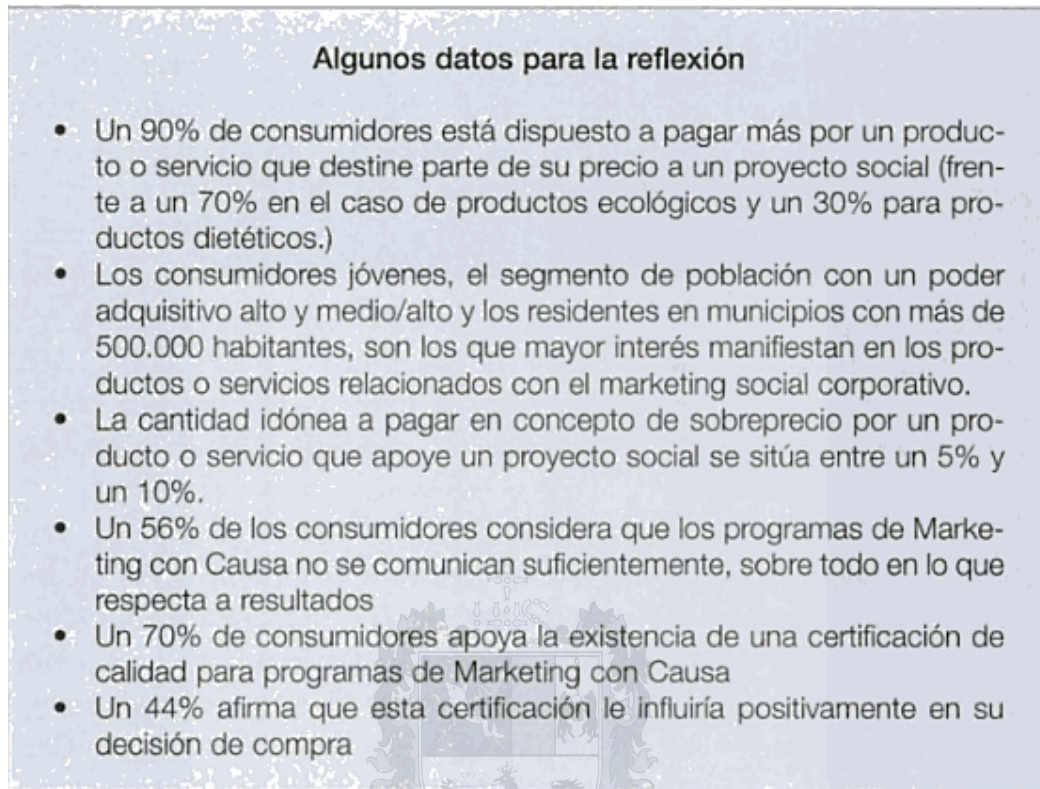 Algunos datos para la reflexión
• Un 90% de consumidores está dispuesto a pagar más por un produc-
to o servicio que destine parte de su precio a un proyecto social (fren-
te a un 70% en el caso de productos ecológicos y un 30% para pro-
ductos dietéticos.)
• Los consumidores jóvenes, el segmento de población con un poder
adquisitivo alto y medio/alto y los residentes en municipios con más de
500.000 habitantes, son los que mayor interés manifiestan en los pro-
ductos o servicios relacionados con el marketing social corporativo.
• La cantidad idónea a pagar en concepto de sobreprecio por un pro-
ducto o servicio que apoye un proyecto social se sitúa entre un 5% y
un 10%.
• Un 56% de los consumidores considera que los programas de Marke-
ting con Causa no se comunican suficientemente, sobre todo en lo que
respecta a resultados
• Un 70% de consumidores apoya la existencia de una certificación de
calidad para programas de Marketing con Causa
• Un 44% afirma que esta certificación le influiría positivamente en su
decisión de compra